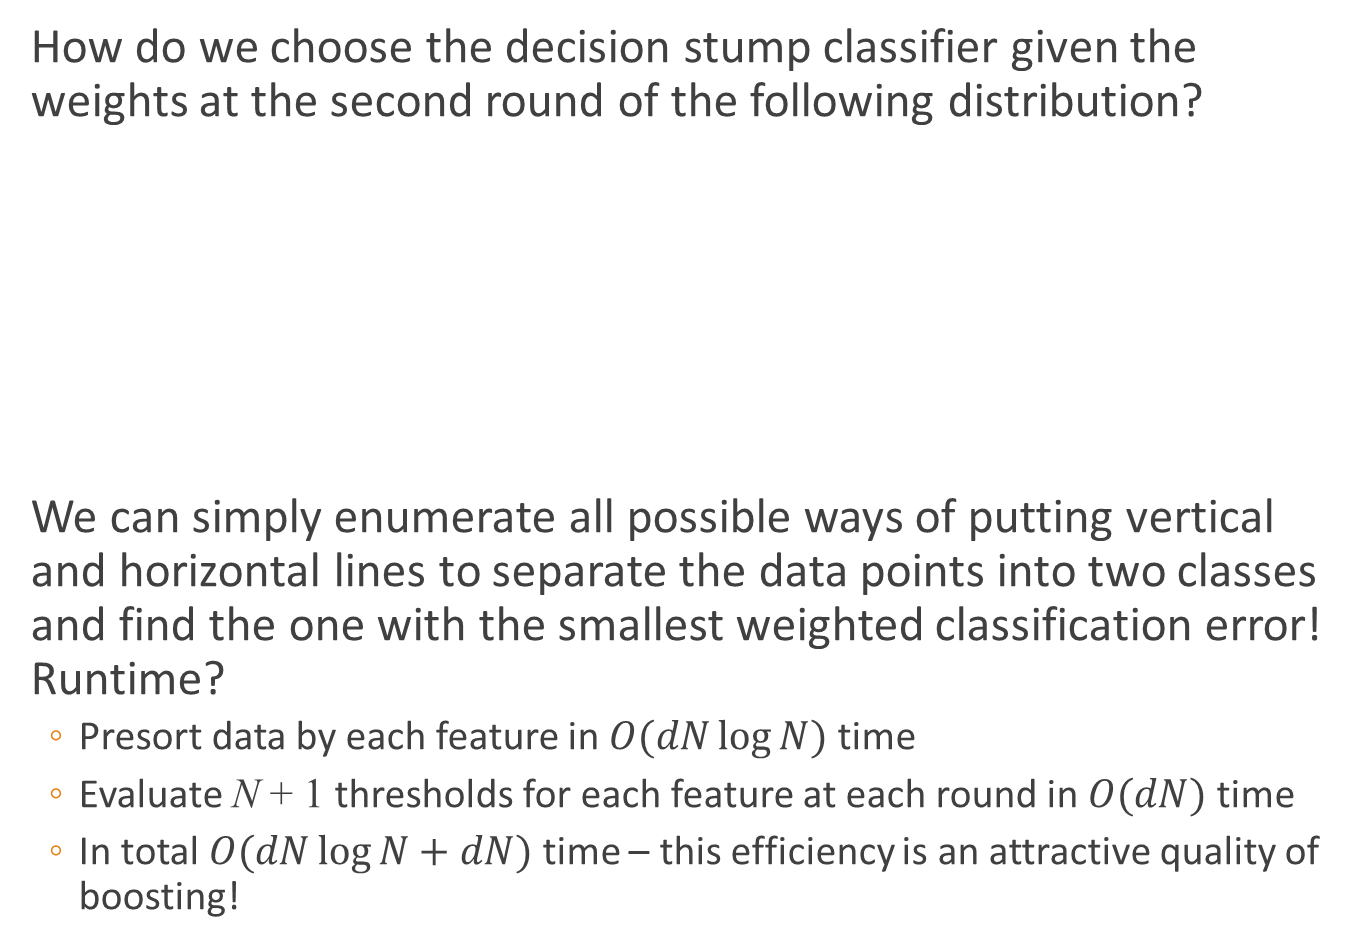 How do we choose the decision stump classifier given the
weights at the second round of the following distribution?
We can simply enumerate all possible ways of putting vertical
and horizontal lines to separate the data points into two classes
and find the one with the smallest weighted classification error!
Runtime?
◦ Presort data by each feature in O(dN log N) time
◦ Evaluate N + 1 thresholds for each feature at each round in O(dN) time
◦ In total O(dN log N + dN) time – this efficiency is an attractive quality of
boosting!